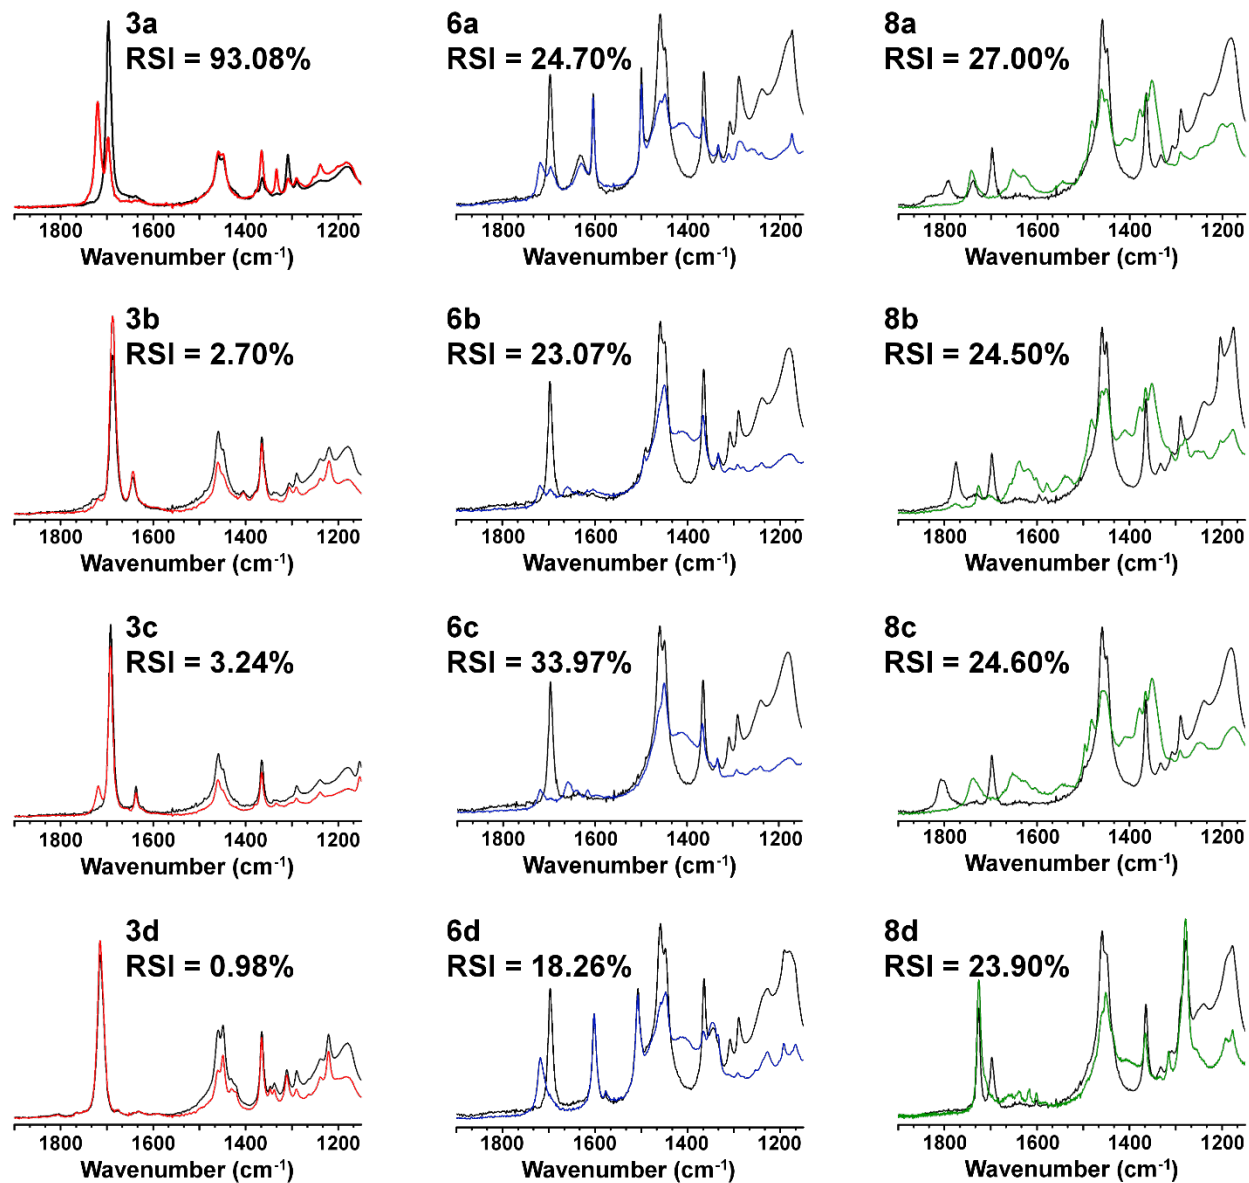 3a
RSI = 93.08%
1800 1600 1400 1200
Wavenumber (cm⁻¹)
6a
RSI = 24.70%
1800 1600 1400 1200
Wavenumber (cm⁻¹)
8a
RSI = 27.00%
1800 1600 1400 1200
Wavenumber (cm⁻¹)
3b
RSI = 2.70%
1800 1600 1400 1200
Wavenumber (cm⁻¹)
6b
RSI = 23.07%
1800 1600 1400 1200
Wavenumber (cm⁻¹)
8b
RSI = 24.50%
1800 1600 1400 1200
Wavenumber (cm⁻¹)
3c
RSI = 3.24%
1800 1600 1400 1200
Wavenumber (cm⁻¹)
6c
RSI = 33.97%
1800 1600 1400 1200
Wavenumber (cm⁻¹)
8c
RSI = 24.60%
1800 1600 1400 1200
Wavenumber (cm⁻¹)
3d
RSI = 0.98%
1800 1600 1400 1200
Wavenumber (cm⁻¹)
6d
RSI = 18.26%
1800 1600 1400 1200
Wavenumber (cm⁻¹)
8d
RSI = 23.90%
1800 1600 1400 1200
Wavenumber (cm⁻¹)